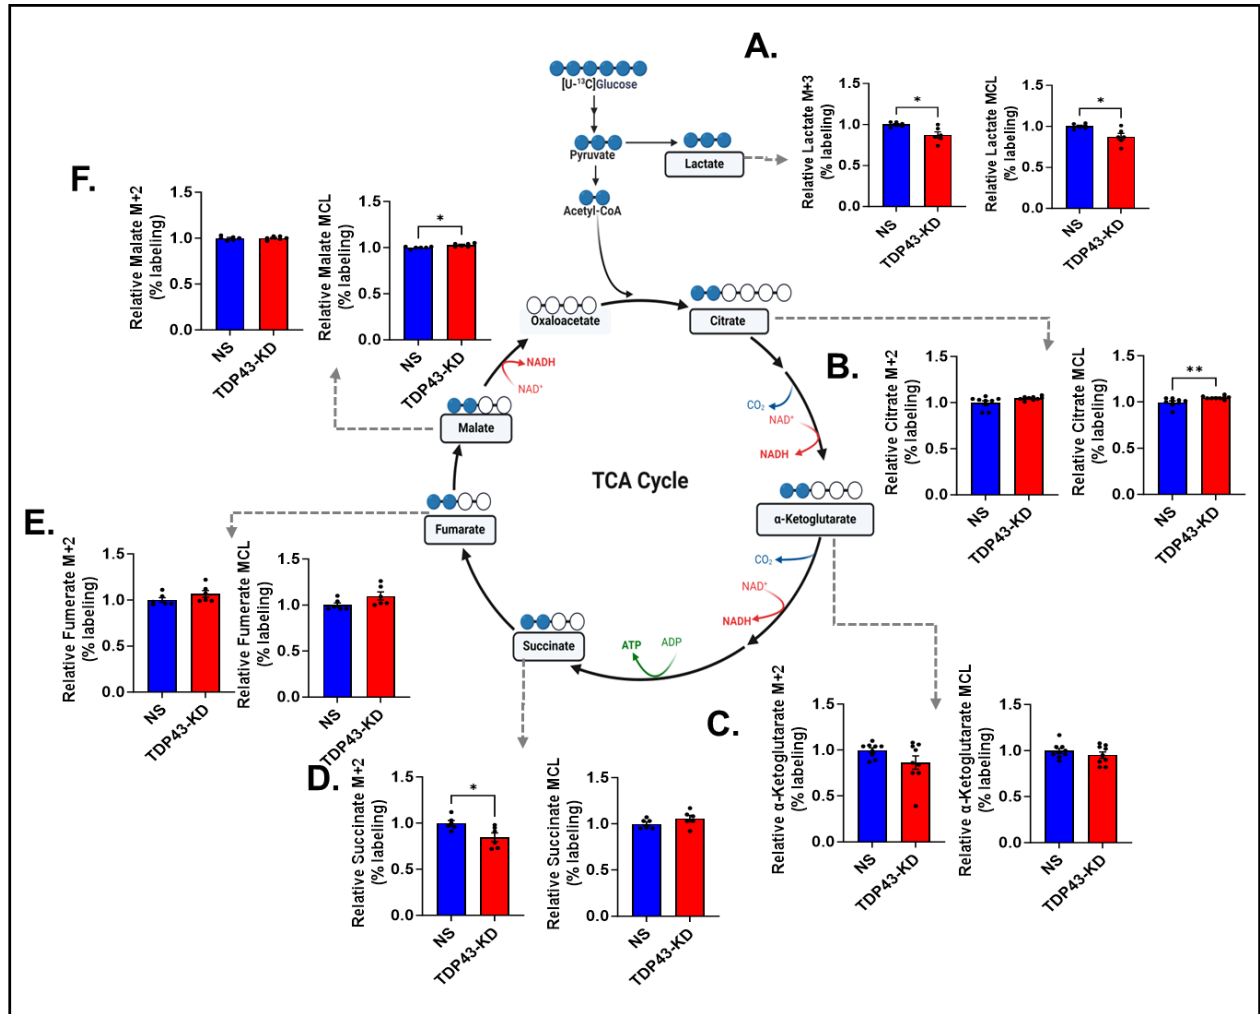 A.
[U-¹³C]Glucose
Pyruvate
Lactate
Acetyl-CoA
Relative Lactate M+3
(% labeling)
1.5
1.0
0.5
0.0
*
NS
TDP43-KD
Relative Lactate MCL
(% labeling)
1.5
1.0
0.5
0.0
*
NS
TDP43-KD
F.
Relative Malate M+2
(% labeling)
1.5
1.0
0.5
0.0
NS
TDP43-KD
Relative Malate MCL
(% labeling)
1.5
1.0
0.5
0.0
*
NS
TDP43-KD
Oxaloacetate
Citrate
NADH
NAD⁺
Malate
CO₂
NAD⁺
NADH
TCA Cycle
B.
Relative Citrate M+2
(% labeling)
1.5
1.0
0.5
0.0
NS
TDP43-KD
Relative Citrate MCL
(% labeling)
1.5
1.0
0.5
0.0
**
NS
TDP43-KD
α-Ketoglutarate
Fumarate
CO₂
NAD⁺
NADH
Succinate
ATP
ADP
E.
Relative Fumerate M+2
(% labeling)
1.5
1.0
0.5
0.0
NS
TDP43-KD
Relative Fumerate MCL
(% labeling)
1.5
1.0
0.5
0.0
NS
TDP43-KD
D.
Relative Succinate M+2
(% labeling)
1.5
1.0
0.5
0.0
*
NS
TDP43-KD
Relative Succinate MCL
(% labeling)
1.5
1.0
0.5
0.0
NS
TDP43-KD
C.
Relative α-Ketoglutarate M+2
(% labeling)
1.5
1.0
0.5
0.0
NS
TDP43-KD
Relative α-Ketoglutarate MCL
(% labeling)
1.5
1.0
0.5
0.0
NS
TDP43-KD